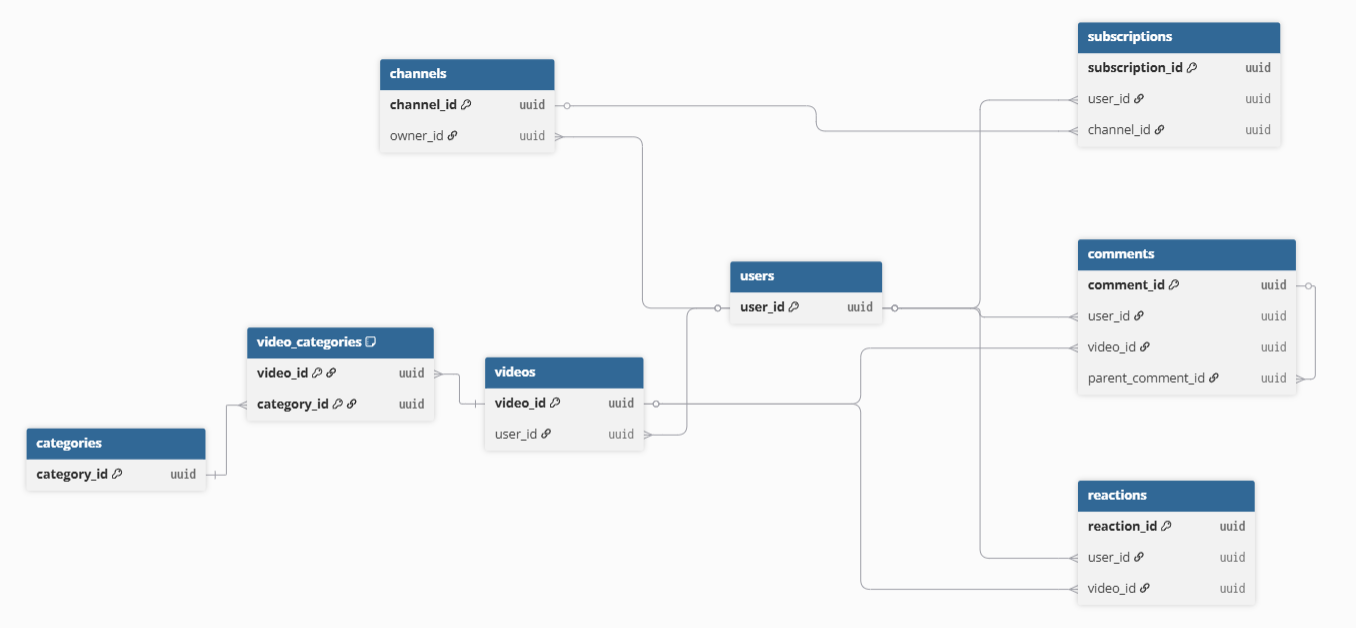 subscriptions
subscription_id uuid
user_id uuid
channel_id uuid
channels
channel_id uuid
owner_id uuid
comments
comment_id uuid
user_id uuid
video_id uuid
parent_comment_id uuid
users
user_id uuid
video_categories
video_id uuid
category_id uuid
videos
video_id uuid
user_id uuid
categories
category_id uuid
reactions
reaction_id uuid
user_id uuid
video_id uuid